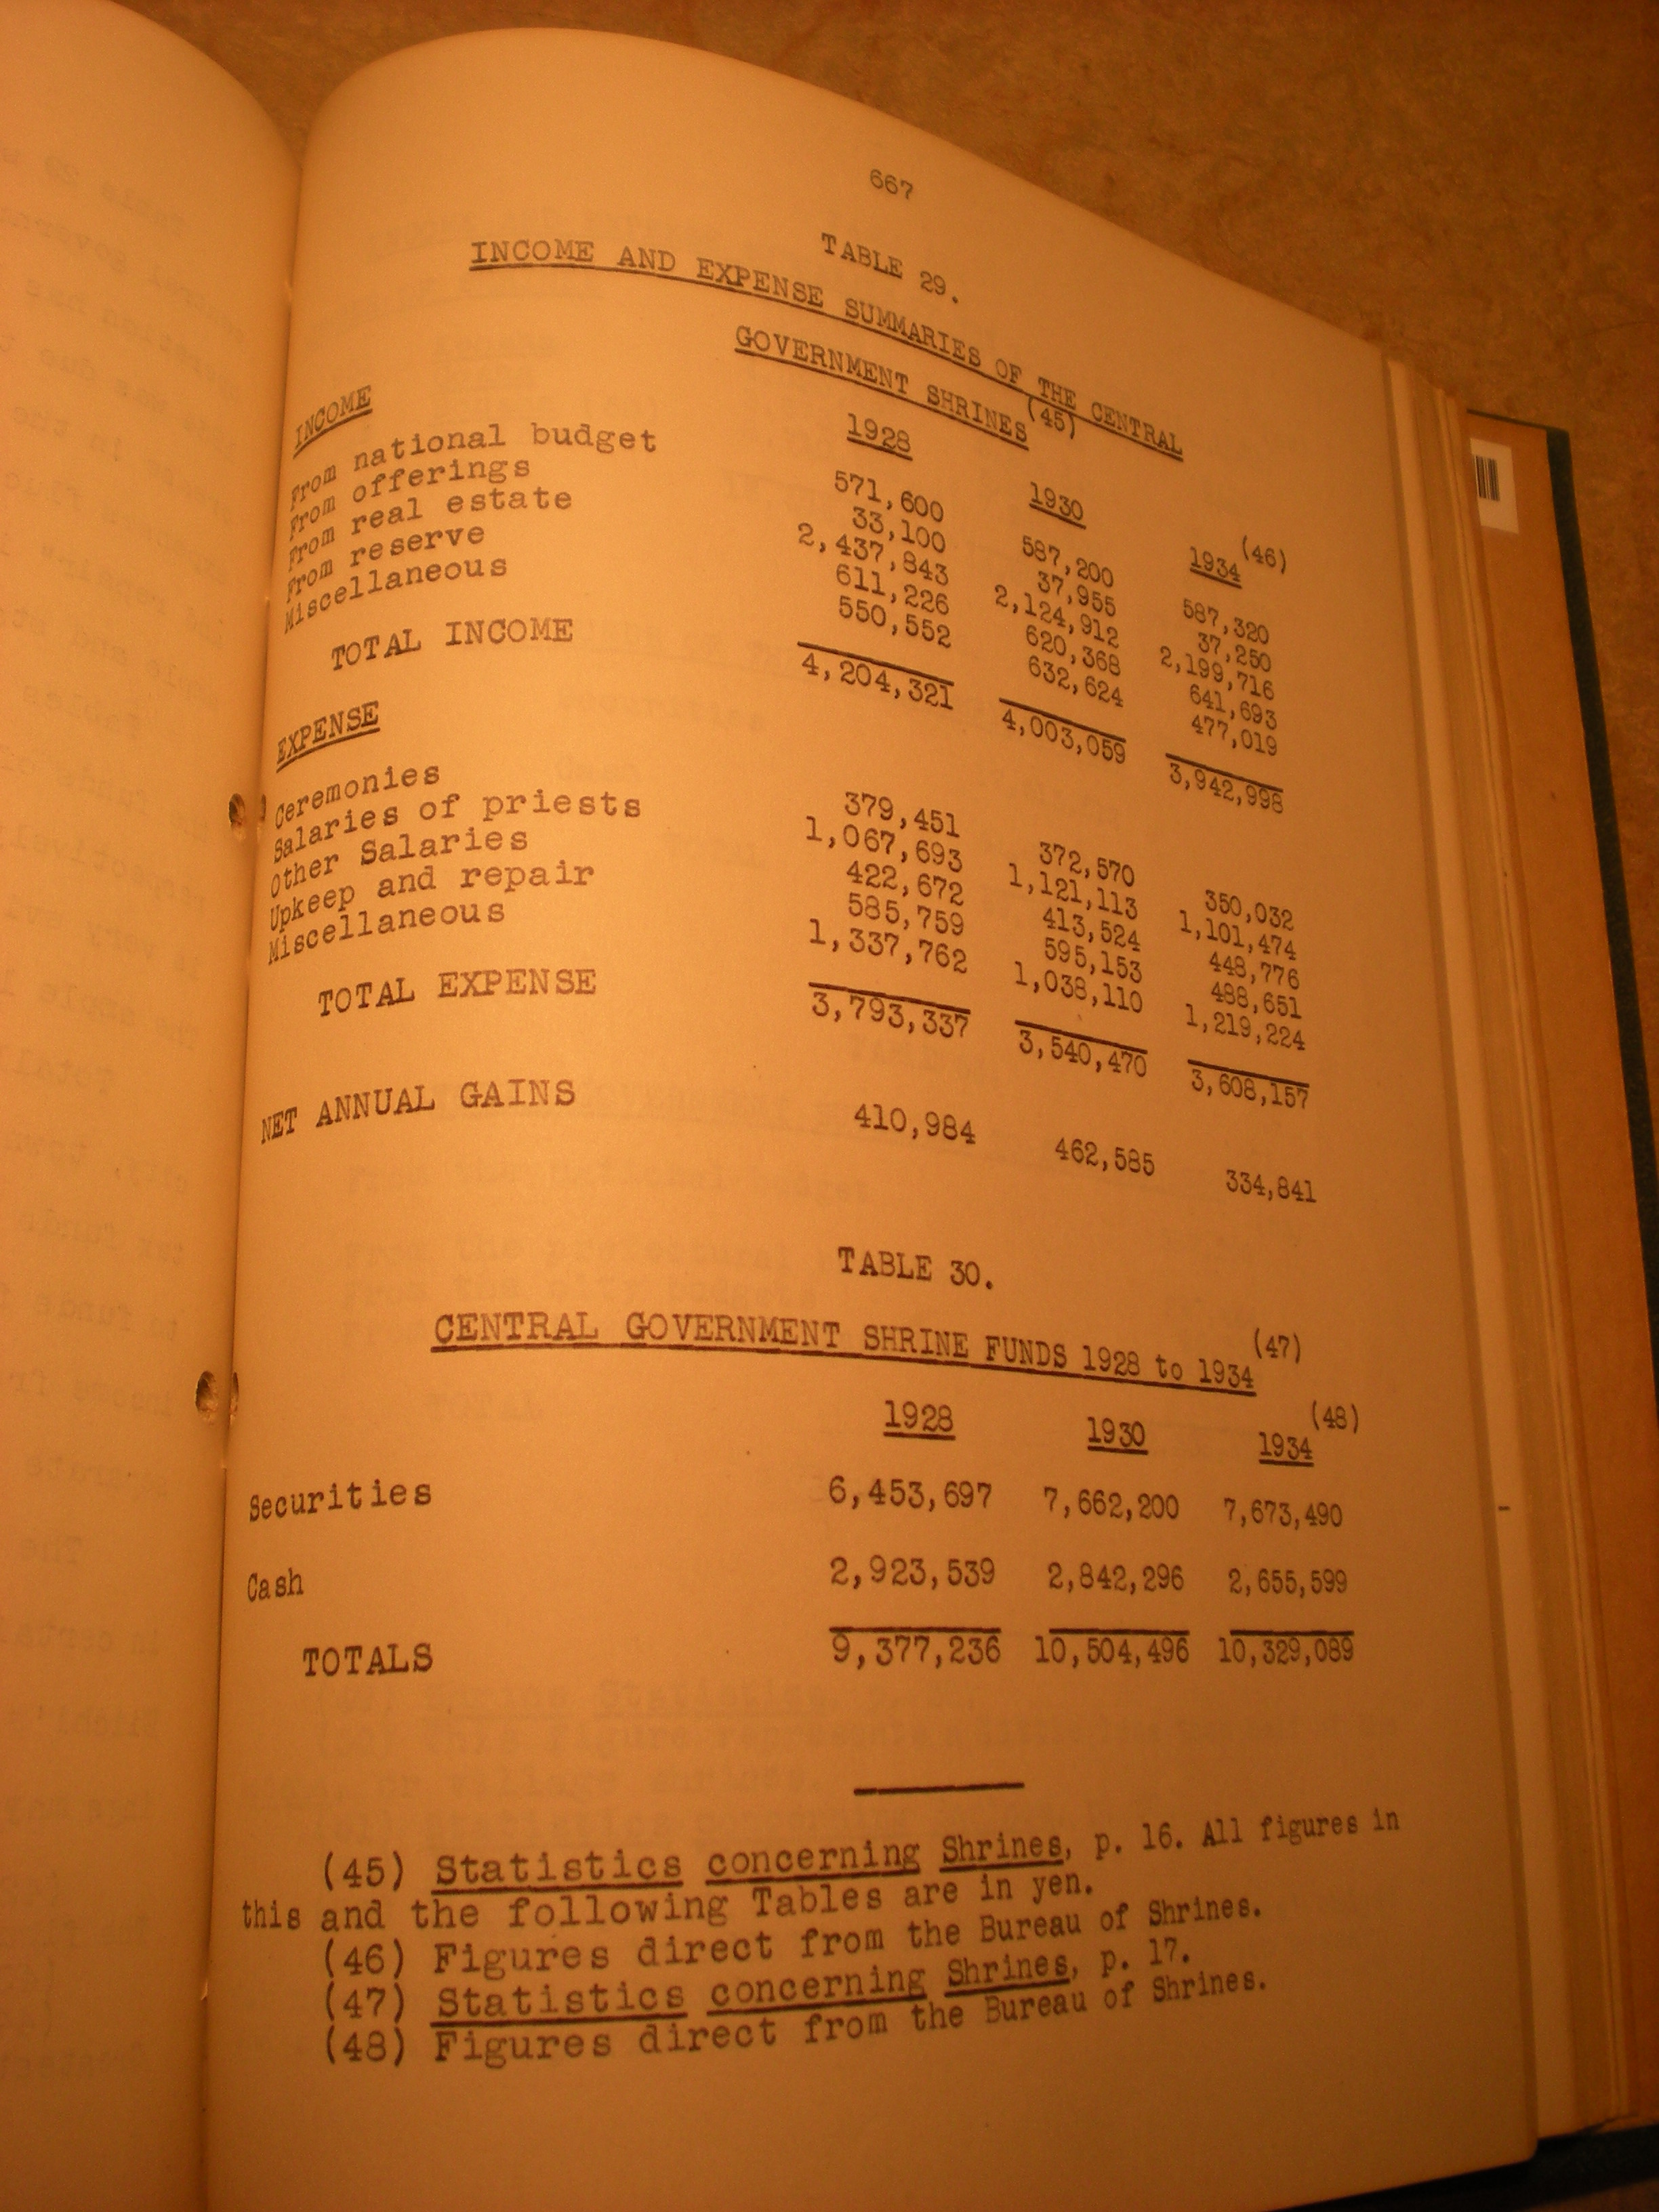 667
TABLE 29.
INCOME AND EXPENSE SUMMARIES OF THE CENTRAL
GOVERNMENT SHRINES (45)
INCOME 1928 1930 1934 (46)
From national budget 571,600 587,200 587,320
From offerings 33,100 37,955 37,250
From real estate 2,437,843 2,124,912 2,199,716
From reserve 611,226 620,368 641,693
Miscellaneous 550,552 632,624 477,019
TOTAL INCOME 4,204,321 4,003,059 3,942,998
EXPENSE
Ceremonies 379,451 372,570 350,032
Salaries of priests 1,067,693 1,121,113 1,101,474
Other Salaries 422,672 413,524 448,776
Upkeep and repair 585,759 595,153 488,651
Miscellaneous 1,337,762 1,038,110 1,219,224
TOTAL EXPENSE 3,793,337 3,540,470 3,608,157
NET ANNUAL GAINS 410,984 462,585 334,841
TABLE 30.
CENTRAL GOVERNMENT SHRINE FUNDS 1928 to 1934 (47)
1928 1930 1934 (48)
Securities 6,453,697 7,662,200 7,673,490
Cash 2,923,539 2,842,296 2,655,599
TOTALS 9,377,236 10,504,496 10,329,089
(45) Statistics concerning Shrines, p. 16. All figures in
this and the following Tables are in yen.
(46) Figures direct from the Bureau of Shrines.
(47) Statistics concerning Shrines, p. 17.
(48) Figures direct from the Bureau of Shrines.